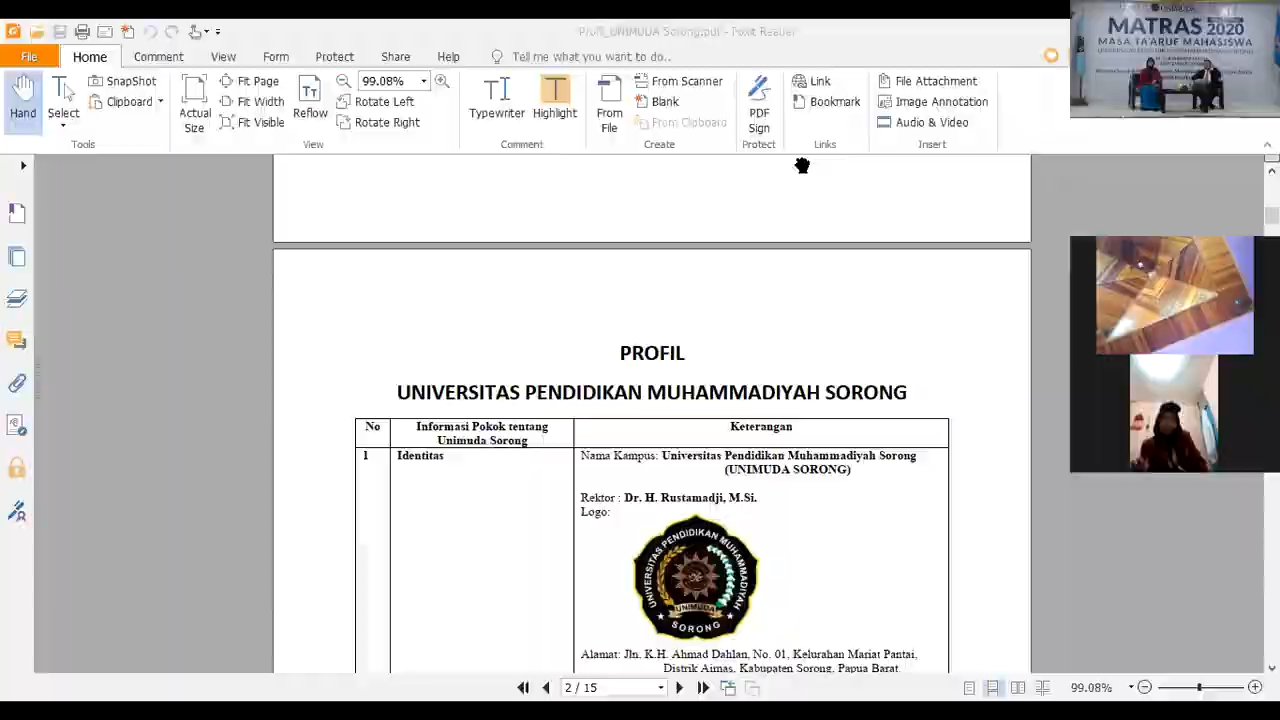 Profil_UNIMUDA Sorong.pdf - Foxit Reader
File Home Comment View Form Protect Share Help Tell me what you want to do..
Hand
Select
SnapShot
Clipboard
Tools
Actual Size
Fit Page
Fit Width
Fit Visible
Reflow
99.08%
Rotate Left
Rotate Right
View
Typewriter
Highlight
Comment
From File
From Scanner
Blank
From Clipboard
Create
PDF Sign
Protect
Link
Bookmark
Links
File Attachment
Image Annotation
Audio & Video
Insert
MATRAS 2020
MASA TA'ARUF MAHASISWA
PROFIL
UNIVERSITAS PENDIDIKAN MUHAMMADIYAH SORONG
No Informasi Pokok tentang Keterangan
Unimuda Sorong
1 Identitas Nama Kampus: Universitas Pendidikan Muhammadiyah Sorong
(UNIMUDA SORONG)
Rektor : Dr. H. Rustamadji, M.Si.
Logo:
UNIVERSITAS PENDIDIKAN MUHAMMADIYAH
UNIMUDA
SORONG
Alamat: Jln. K.H. Ahmad Dahlan, No. 01, Kelurahan Mariat Pantai,
Distrik Aimas, Kabupaten Sorong, Papua Barat.
2 / 15
99.08%